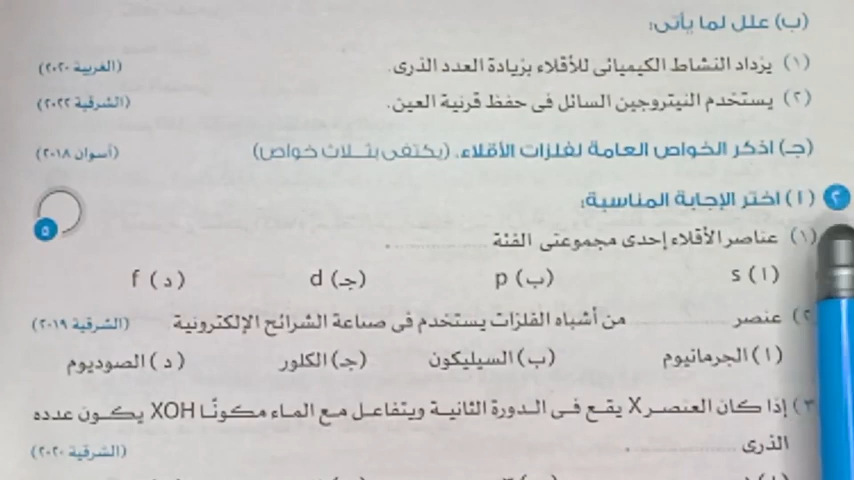 (ب) علل لما يأتى:
(١) يزداد النشاط الكيميائى للأقلاء بزيادة العدد الذرى. (الغربية ٢٠٢٠)
(٢) يستخدم النيتروجين السائل فى حفظ قرنية العين. (الشرقية ٢٠٢٢)
(جـ) اذكر الخواص العامة لفلزات الأقلاء. (يكتفى بثلاث خواص) (أسوان ٢٠١٨)
٢ (أ) اختر الإجابة المناسبة: ٥
(١) عناصر الأقلاء إحدى مجموعتى الفئة ..............
(أ) s (ب) p (جـ) d (د) f
(٢) عنصر .............. من أشباه الفلزات يستخدم فى صناعة الشرائح الإلكترونية (الشرقية ٢٠١٩)
(أ) الجرمانيوم (ب) السيليكون (جـ) الكلور (د) الصوديوم
(٣) إذا كان العنصر X يقع فى الدورة الثانية ويتفاعل مع الماء مكونًا XOH يكون عدده
الذرى .............. . (الشرقية ٢٠٢٠)